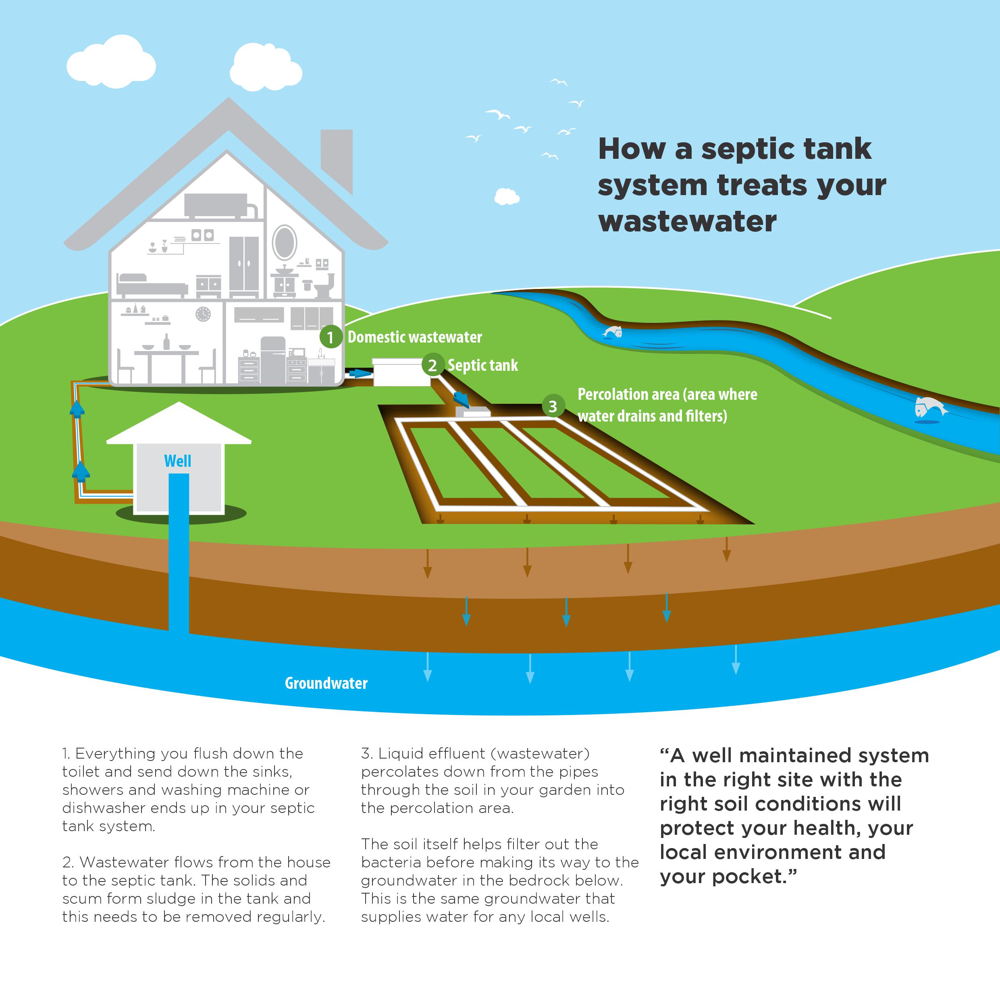 How a septic tank
system treats your
wastewater
1 Domestic wastewater
2 Septic tank
3 Percolation area (area where
water drains and filters)
Well
Groundwater
1. Everything you flush down the
toilet and send down the sinks,
showers and washing machine or
dishwasher ends up in your septic
tank system.
2. Wastewater flows from the house
to the septic tank. The solids and
scum form sludge in the tank and
this needs to be removed regularly.
3. Liquid effluent (wastewater)
percolates down from the pipes
through the soil in your garden into
the percolation area.
The soil itself helps filter out the
bacteria before making its way to the
groundwater in the bedrock below.
This is the same groundwater that
supplies water for any local wells.
“A well maintained system
in the right site with the
right soil conditions will
protect your health, your
local environment and
your pocket.”